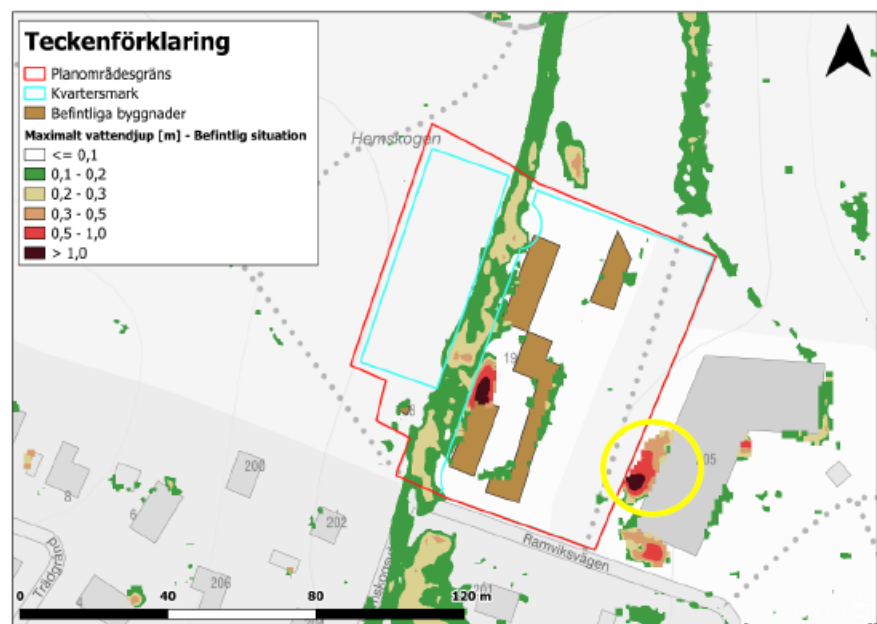 Teckenförklaring
Planområdesgräns
Kvartersmark
Befintliga byggnader
Maximalt vattendjup [m] - Befintlig situation
<= 0,1
0,1 - 0,2
0,2 - 0,3
0,3 - 0,5
0,5 - 1,0
> 1,0
Hemskogen
19
200
202
206
8
6
4
Ramviksvägen
0 40 80 120 m